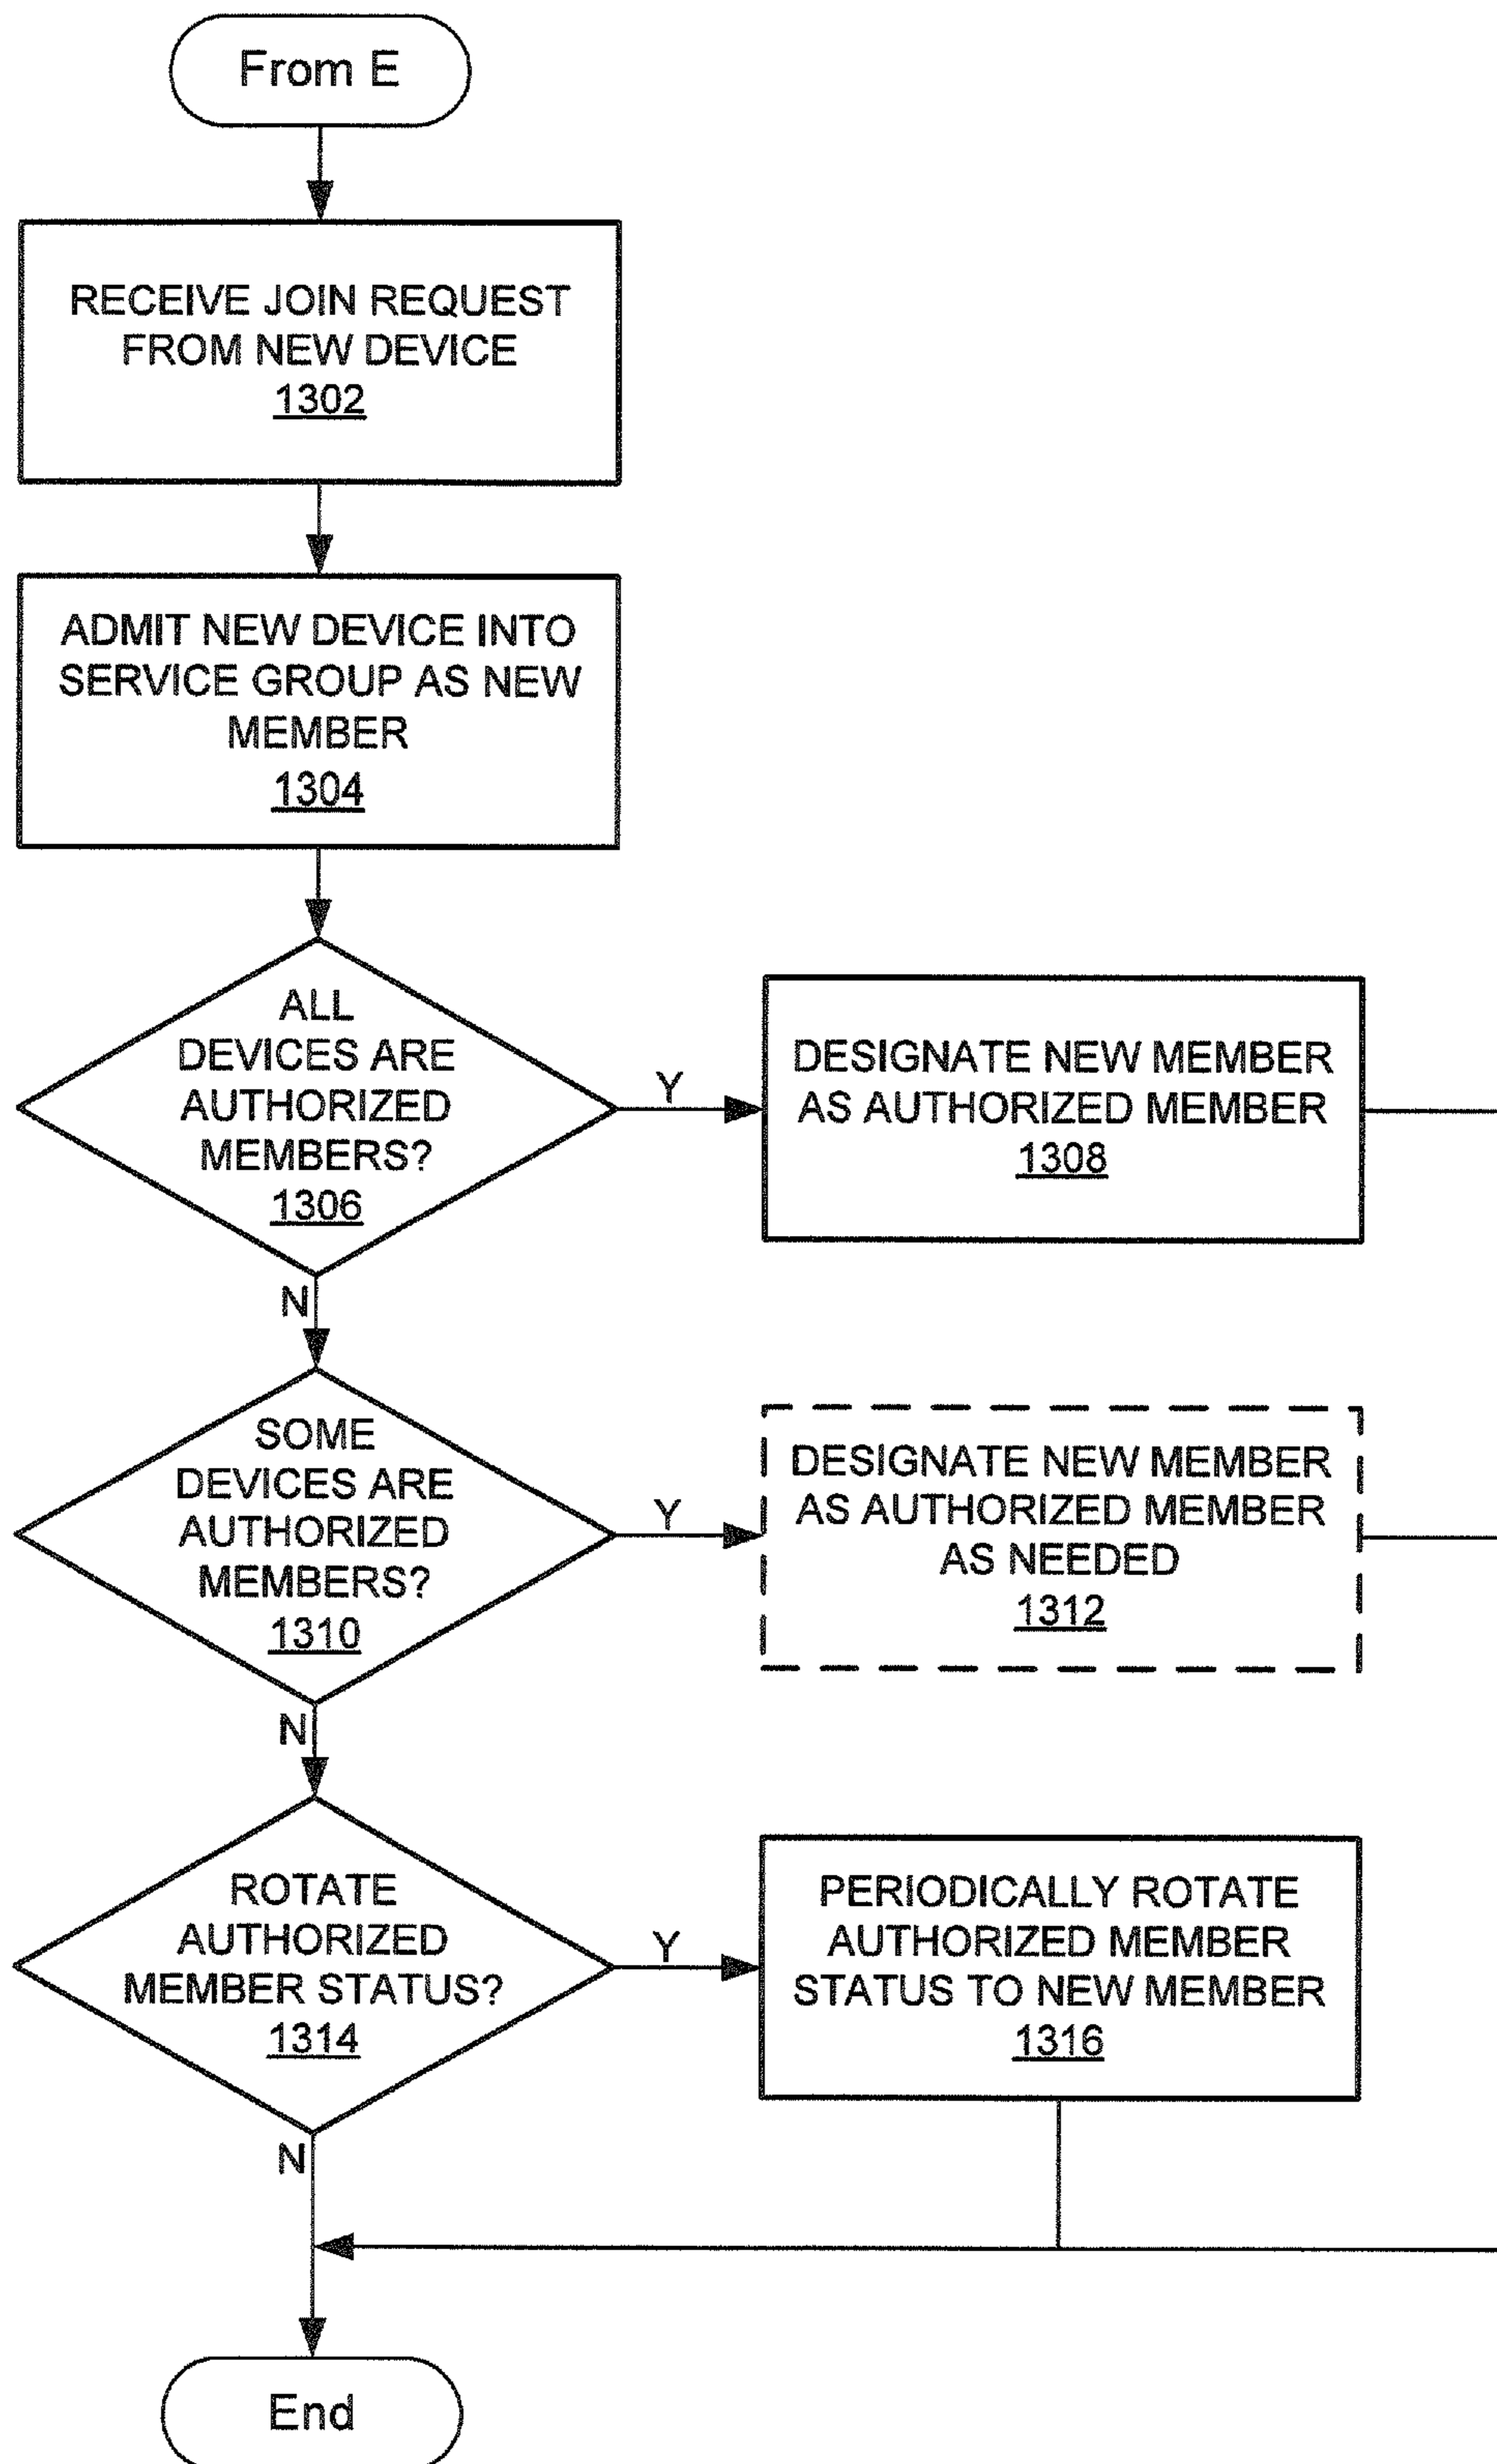 From E
RECEIVE JOIN REQUEST
FROM NEW DEVICE
1302
ADMIT NEW DEVICE INTO
SERVICE GROUP AS NEW
MEMBER
1304
ALL
DEVICES ARE
AUTHORIZED
MEMBERS?
1306
Y
DESIGNATE NEW MEMBER
AS AUTHORIZED MEMBER
1308
N
SOME
DEVICES ARE
AUTHORIZED
MEMBERS?
1310
Y
DESIGNATE NEW MEMBER
AS AUTHORIZED MEMBER
AS NEEDED
1312
N
ROTATE
AUTHORIZED
MEMBER STATUS?
1314
Y
PERIODICALLY ROTATE
AUTHORIZED MEMBER
STATUS TO NEW MEMBER
1316
N
End